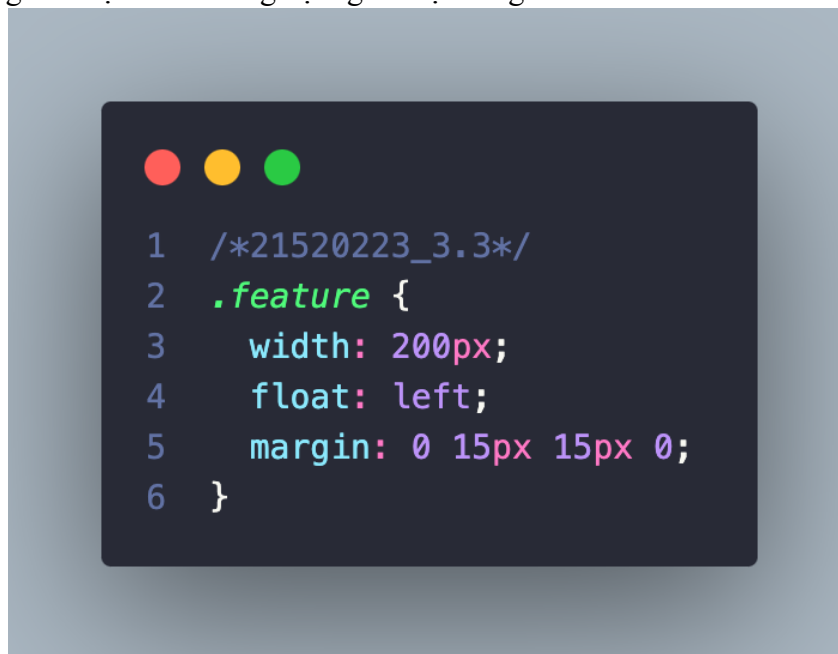 1 /*21520223_3.3*/
2 .feature {
3   width: 200px;
4   float: left;
5   margin: 0 15px 15px 0;
6 }